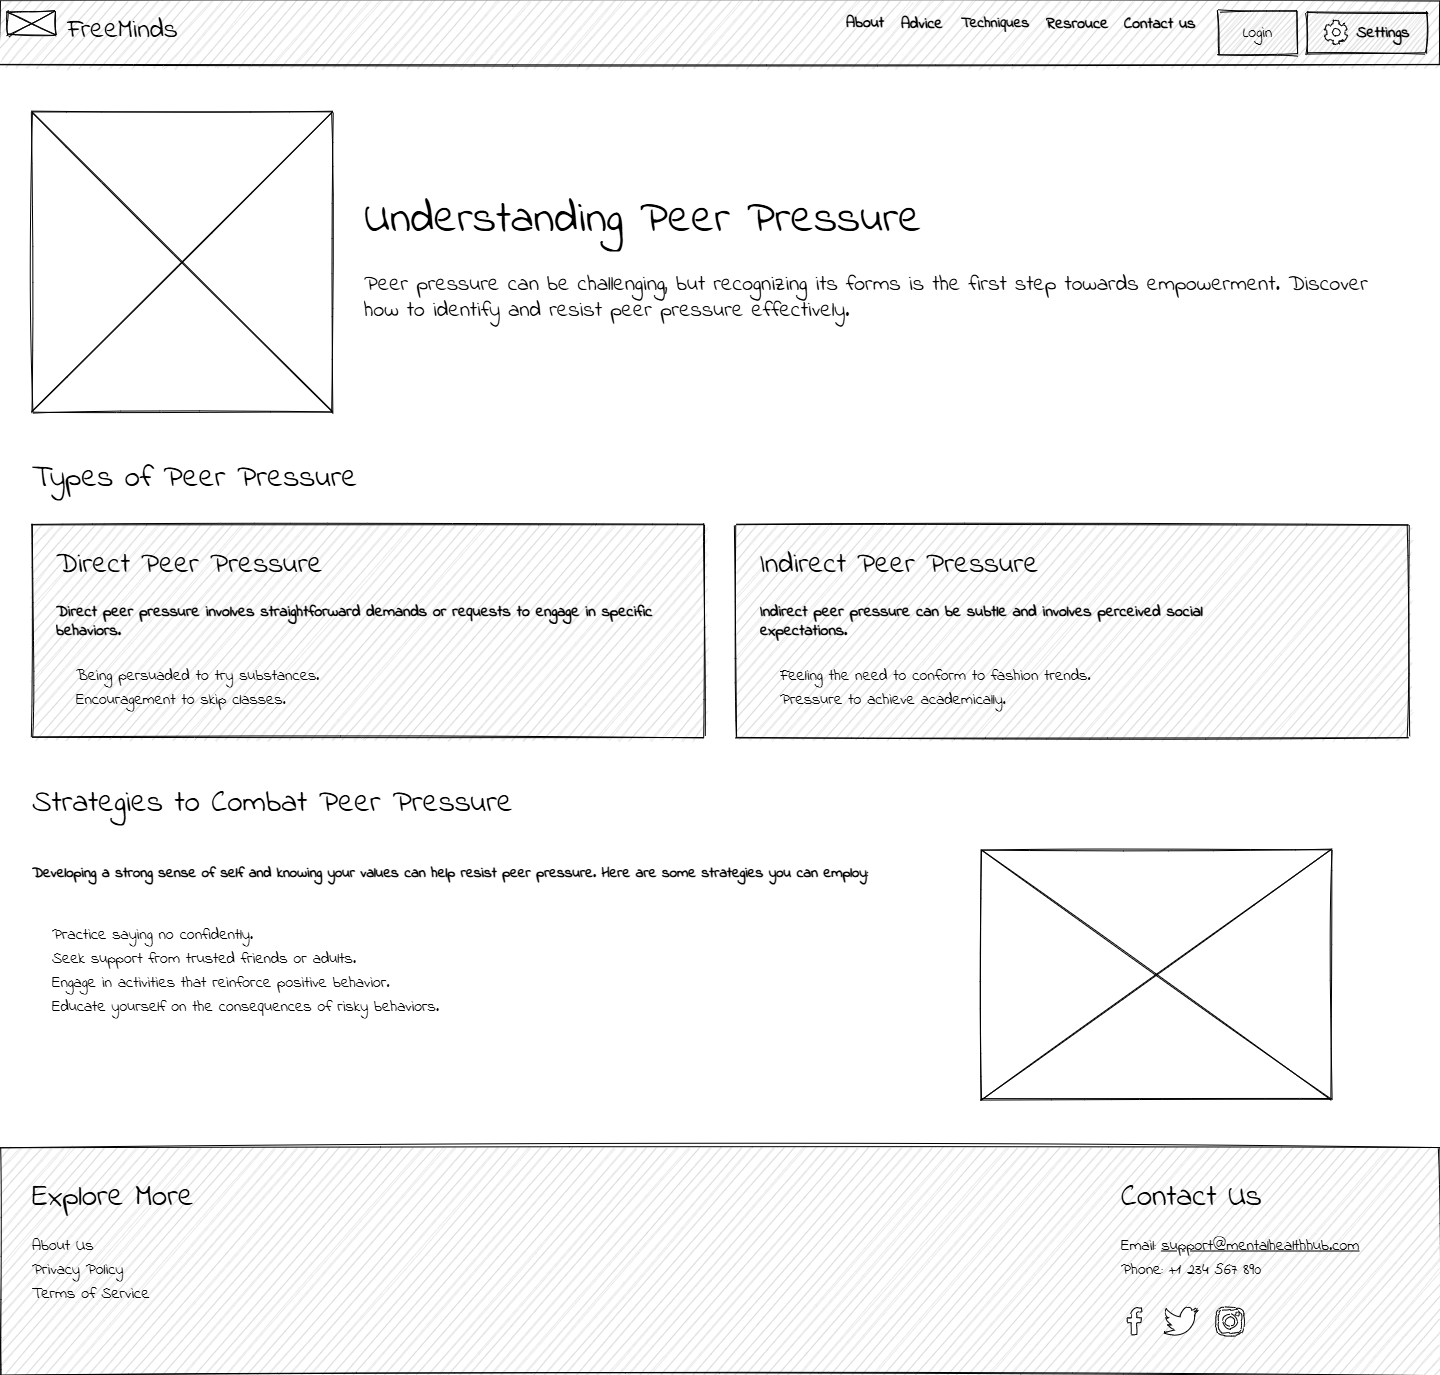 FreeMinds
About Advice Techniques Resrouce Contact us Login Settings
Understanding Peer Pressure
Peer pressure can be challenging, but recognizing its forms is the first step towards empowerment. Discover
how to identify and resist peer pressure effectively.
Types of Peer Pressure
Direct Peer Pressure
Direct peer pressure involves straightforward demands or requests to engage in specific
behaviors.
Being persuaded to try substances.
Encouragement to skip classes.
Indirect Peer Pressure
Indirect peer pressure can be subtle and involves perceived social
expectations.
Feeling the need to conform to fashion trends.
Pressure to achieve academically.
Strategies to Combat Peer Pressure
Developing a strong sense of self and knowing your values can help resist peer pressure. Here are some strategies you can employ:
Practice saying no confidently.
Seek support from trusted friends or adults.
Engage in activities that reinforce positive behavior.
Educate yourself on the consequences of risky behaviors.
Explore More
About Us
Privacy Policy
Terms of Service
Contact Us
Email: support@mentalhealthhub.com
Phone: +1 234 567 890